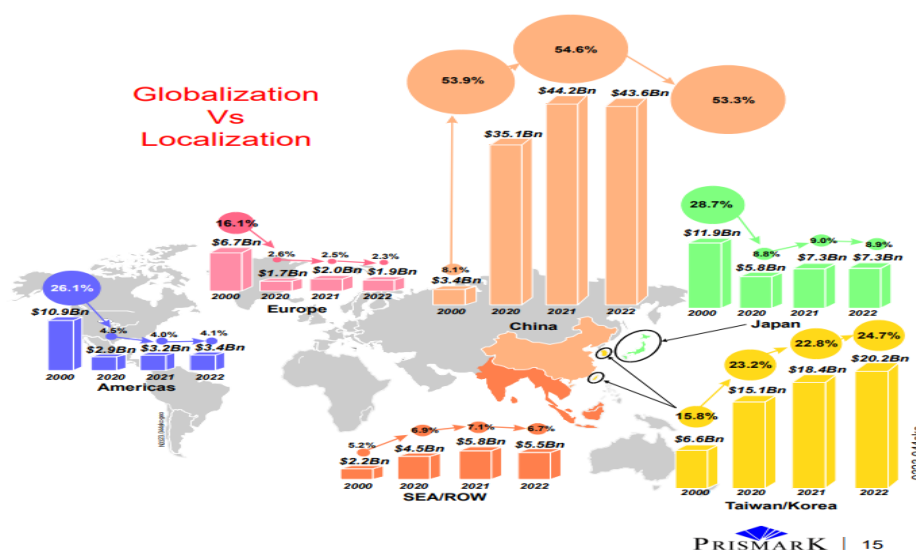 Globalization
Vs
Localization
53.9%
54.6%
53.3%
8.1%
$3.4Bn
$35.1Bn
$44.2Bn
$43.6Bn
2000
2020
2021
2022
China
16.1%
2.6%
2.5%
2.3%
$6.7Bn
$1.7Bn
$2.0Bn
$1.9Bn
2000
2020
2021
2022
Europe
28.7%
8.8%
9.0%
8.9%
$11.9Bn
$5.8Bn
$7.3Bn
$7.3Bn
2000
2020
2021
2022
Japan
26.1%
4.5%
4.0%
4.1%
$10.9Bn
$2.9Bn
$3.2Bn
$3.4Bn
2000
2020
2021
2022
Americas
15.8%
23.2%
22.8%
24.7%
$6.6Bn
$15.1Bn
$18.4Bn
$20.2Bn
2000
2020
2021
2022
Taiwan/Korea
5.2%
6.9%
7.1%
6.7%
$2.2Bn
$4.5Bn
$5.8Bn
$5.5Bn
2000
2020
2021
2022
SEA/ROW
PRISMARK | 15